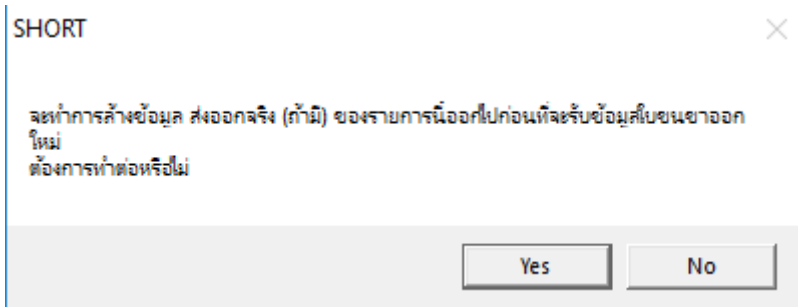 SHORT
จะทำการล้างข้อมูล ส่งออกจริง (ถ้ามี) ของรายการนี้ออกไปก่อนที่จะรับข้อมูลใบขนขาออก
ใหม่
ต้องการทำต่อหรือไม่
Yes No